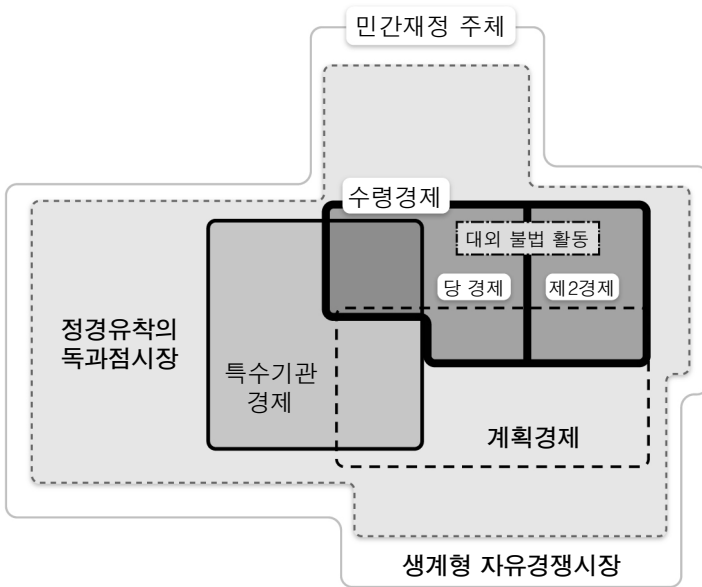 민간재정 주체
수령경제
대외 불법 활동
당 경제
제2경제
정경유착의
독과점시장
특수기관
경제
계획경제
생계형 자유경쟁시장